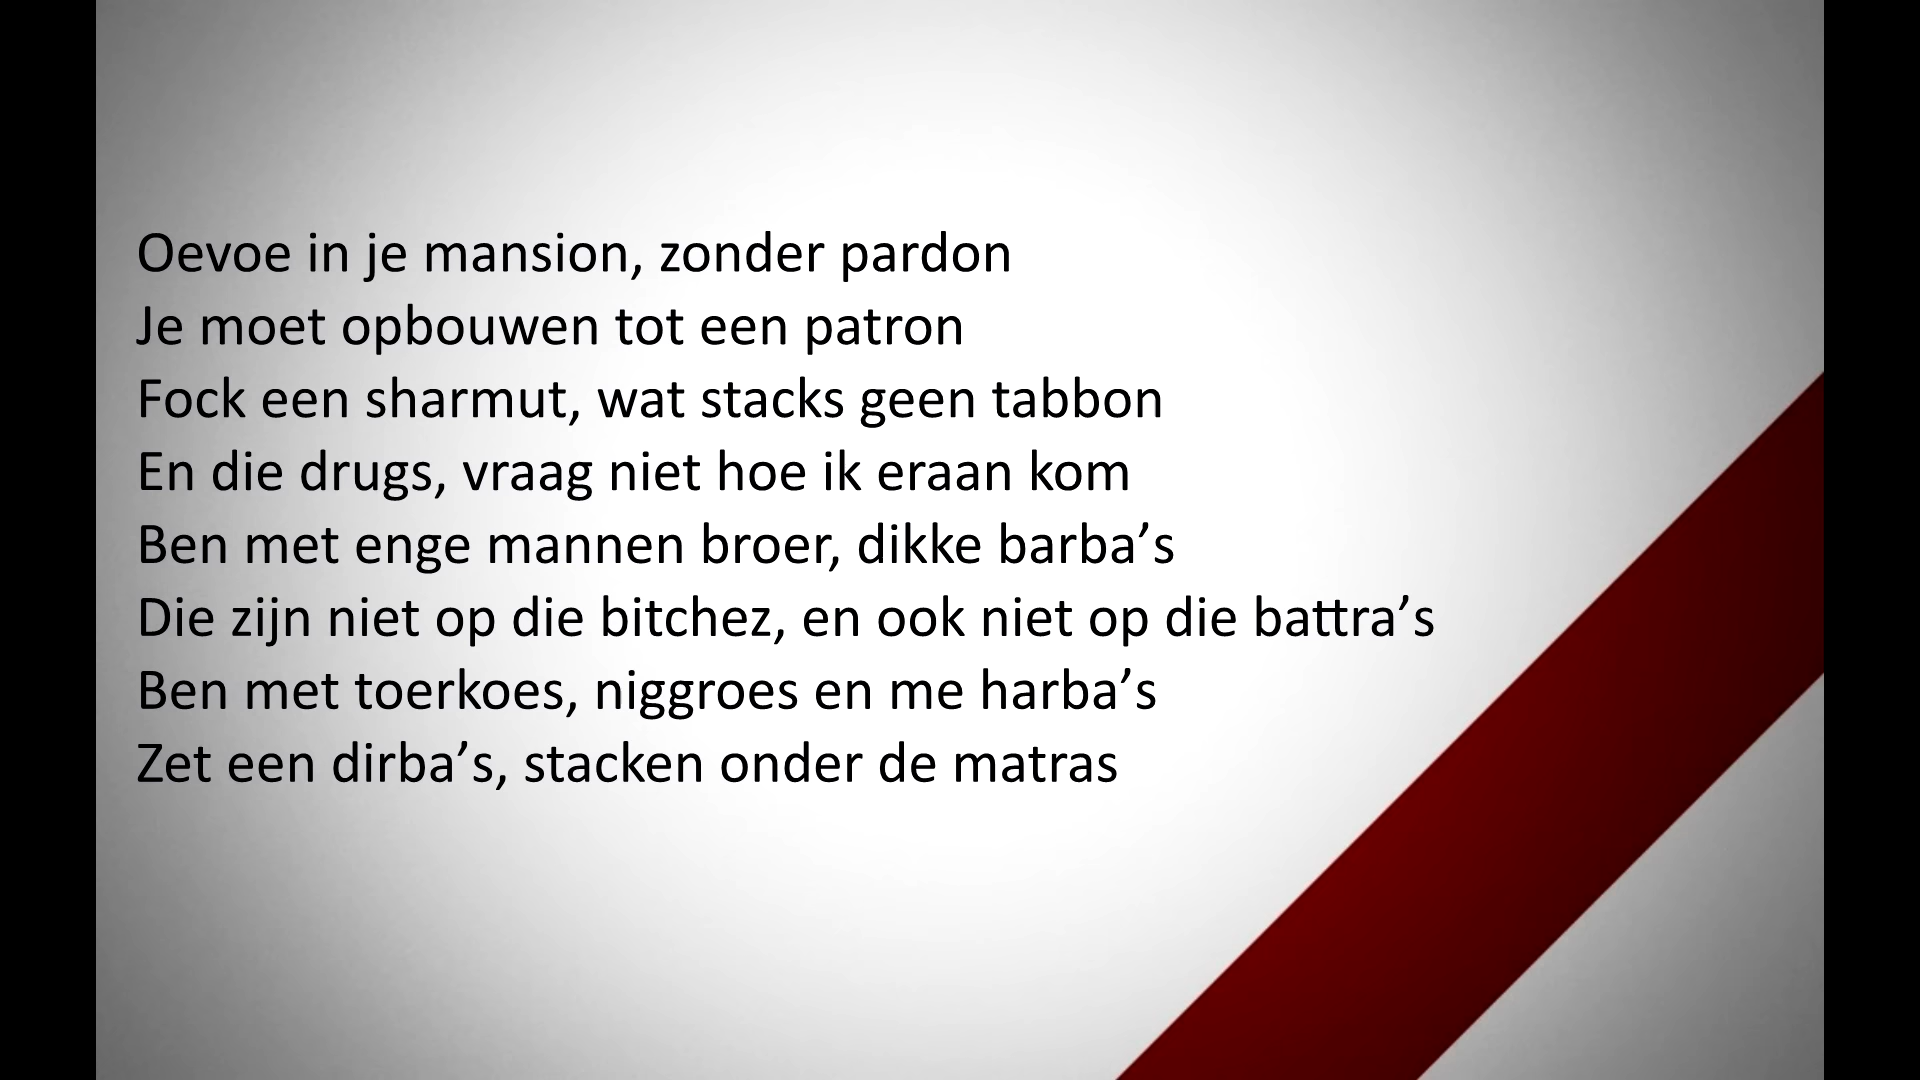 Oevoe in je mansion, zonder pardon
Je moet opbouwen tot een patron
Fock een sharmut, wat stacks geen tabbon
En die drugs, vraag niet hoe ik eraan kom
Ben met enge mannen broer, dikke barba’s
Die zijn niet op die bitchez, en ook niet op die battra’s
Ben met toerkoes, niggroes en me harba’s
Zet een dirba’s, stacken onder de matras